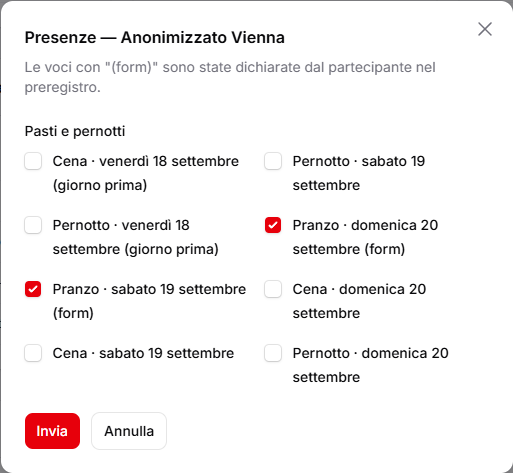 Presenze — Anonimizzato Vienna
Le voci con "(form)" sono state dichiarate dal partecipante nel
preregistro.
Pasti e pernotti
Cena · venerdì 18 settembre
(giorno prima)
Pernotto · venerdì 18
settembre (giorno prima)
Pranzo · sabato 19 settembre
(form)
Cena · sabato 19 settembre
Pernotto · sabato 19
settembre
Pranzo · domenica 20
settembre (form)
Cena · domenica 20
settembre
Pernotto · domenica 20
settembre
Invia
Annulla